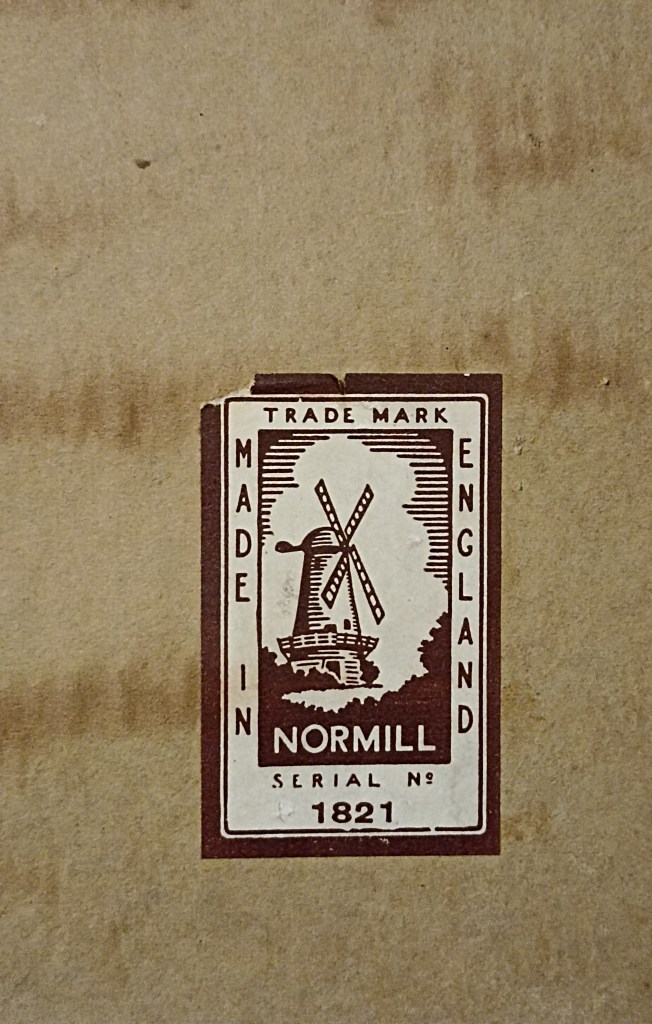 TRADE MARK
MADE IN
ENGLAND
NORMILL
SERIAL Nº
1821